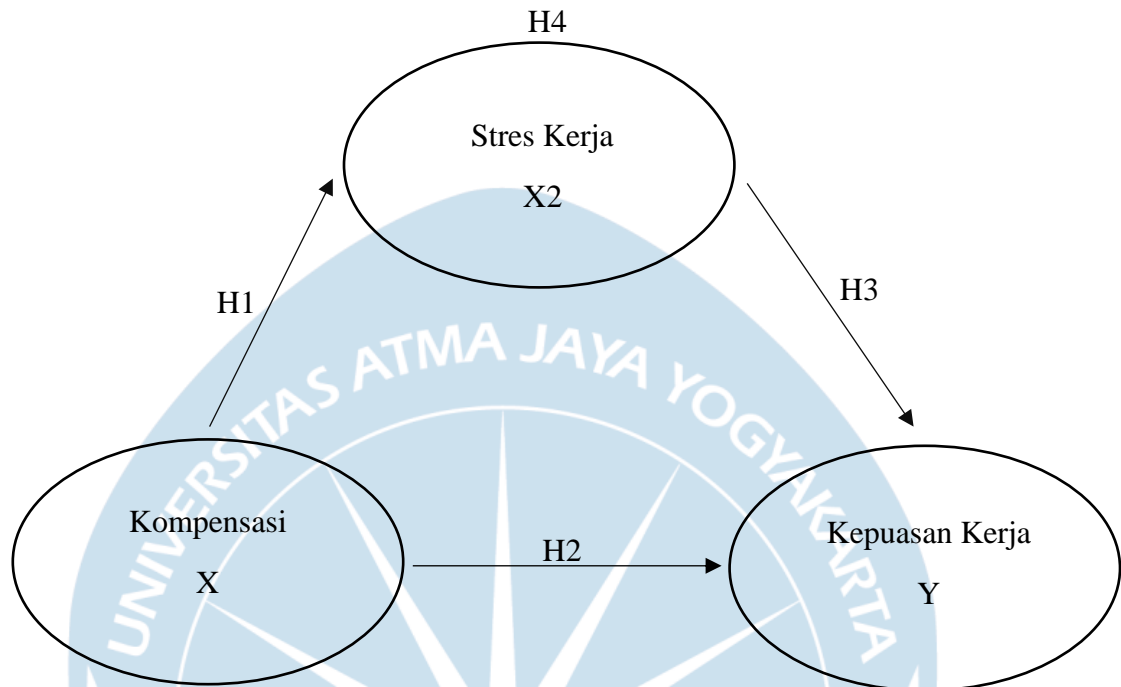 H4
Stres Kerja
X2
H1
H3
UNIVERSITAS ATMA JAYA YOGYAKARTA
Kompensasi
X
H2
Kepuasan Kerja
Y